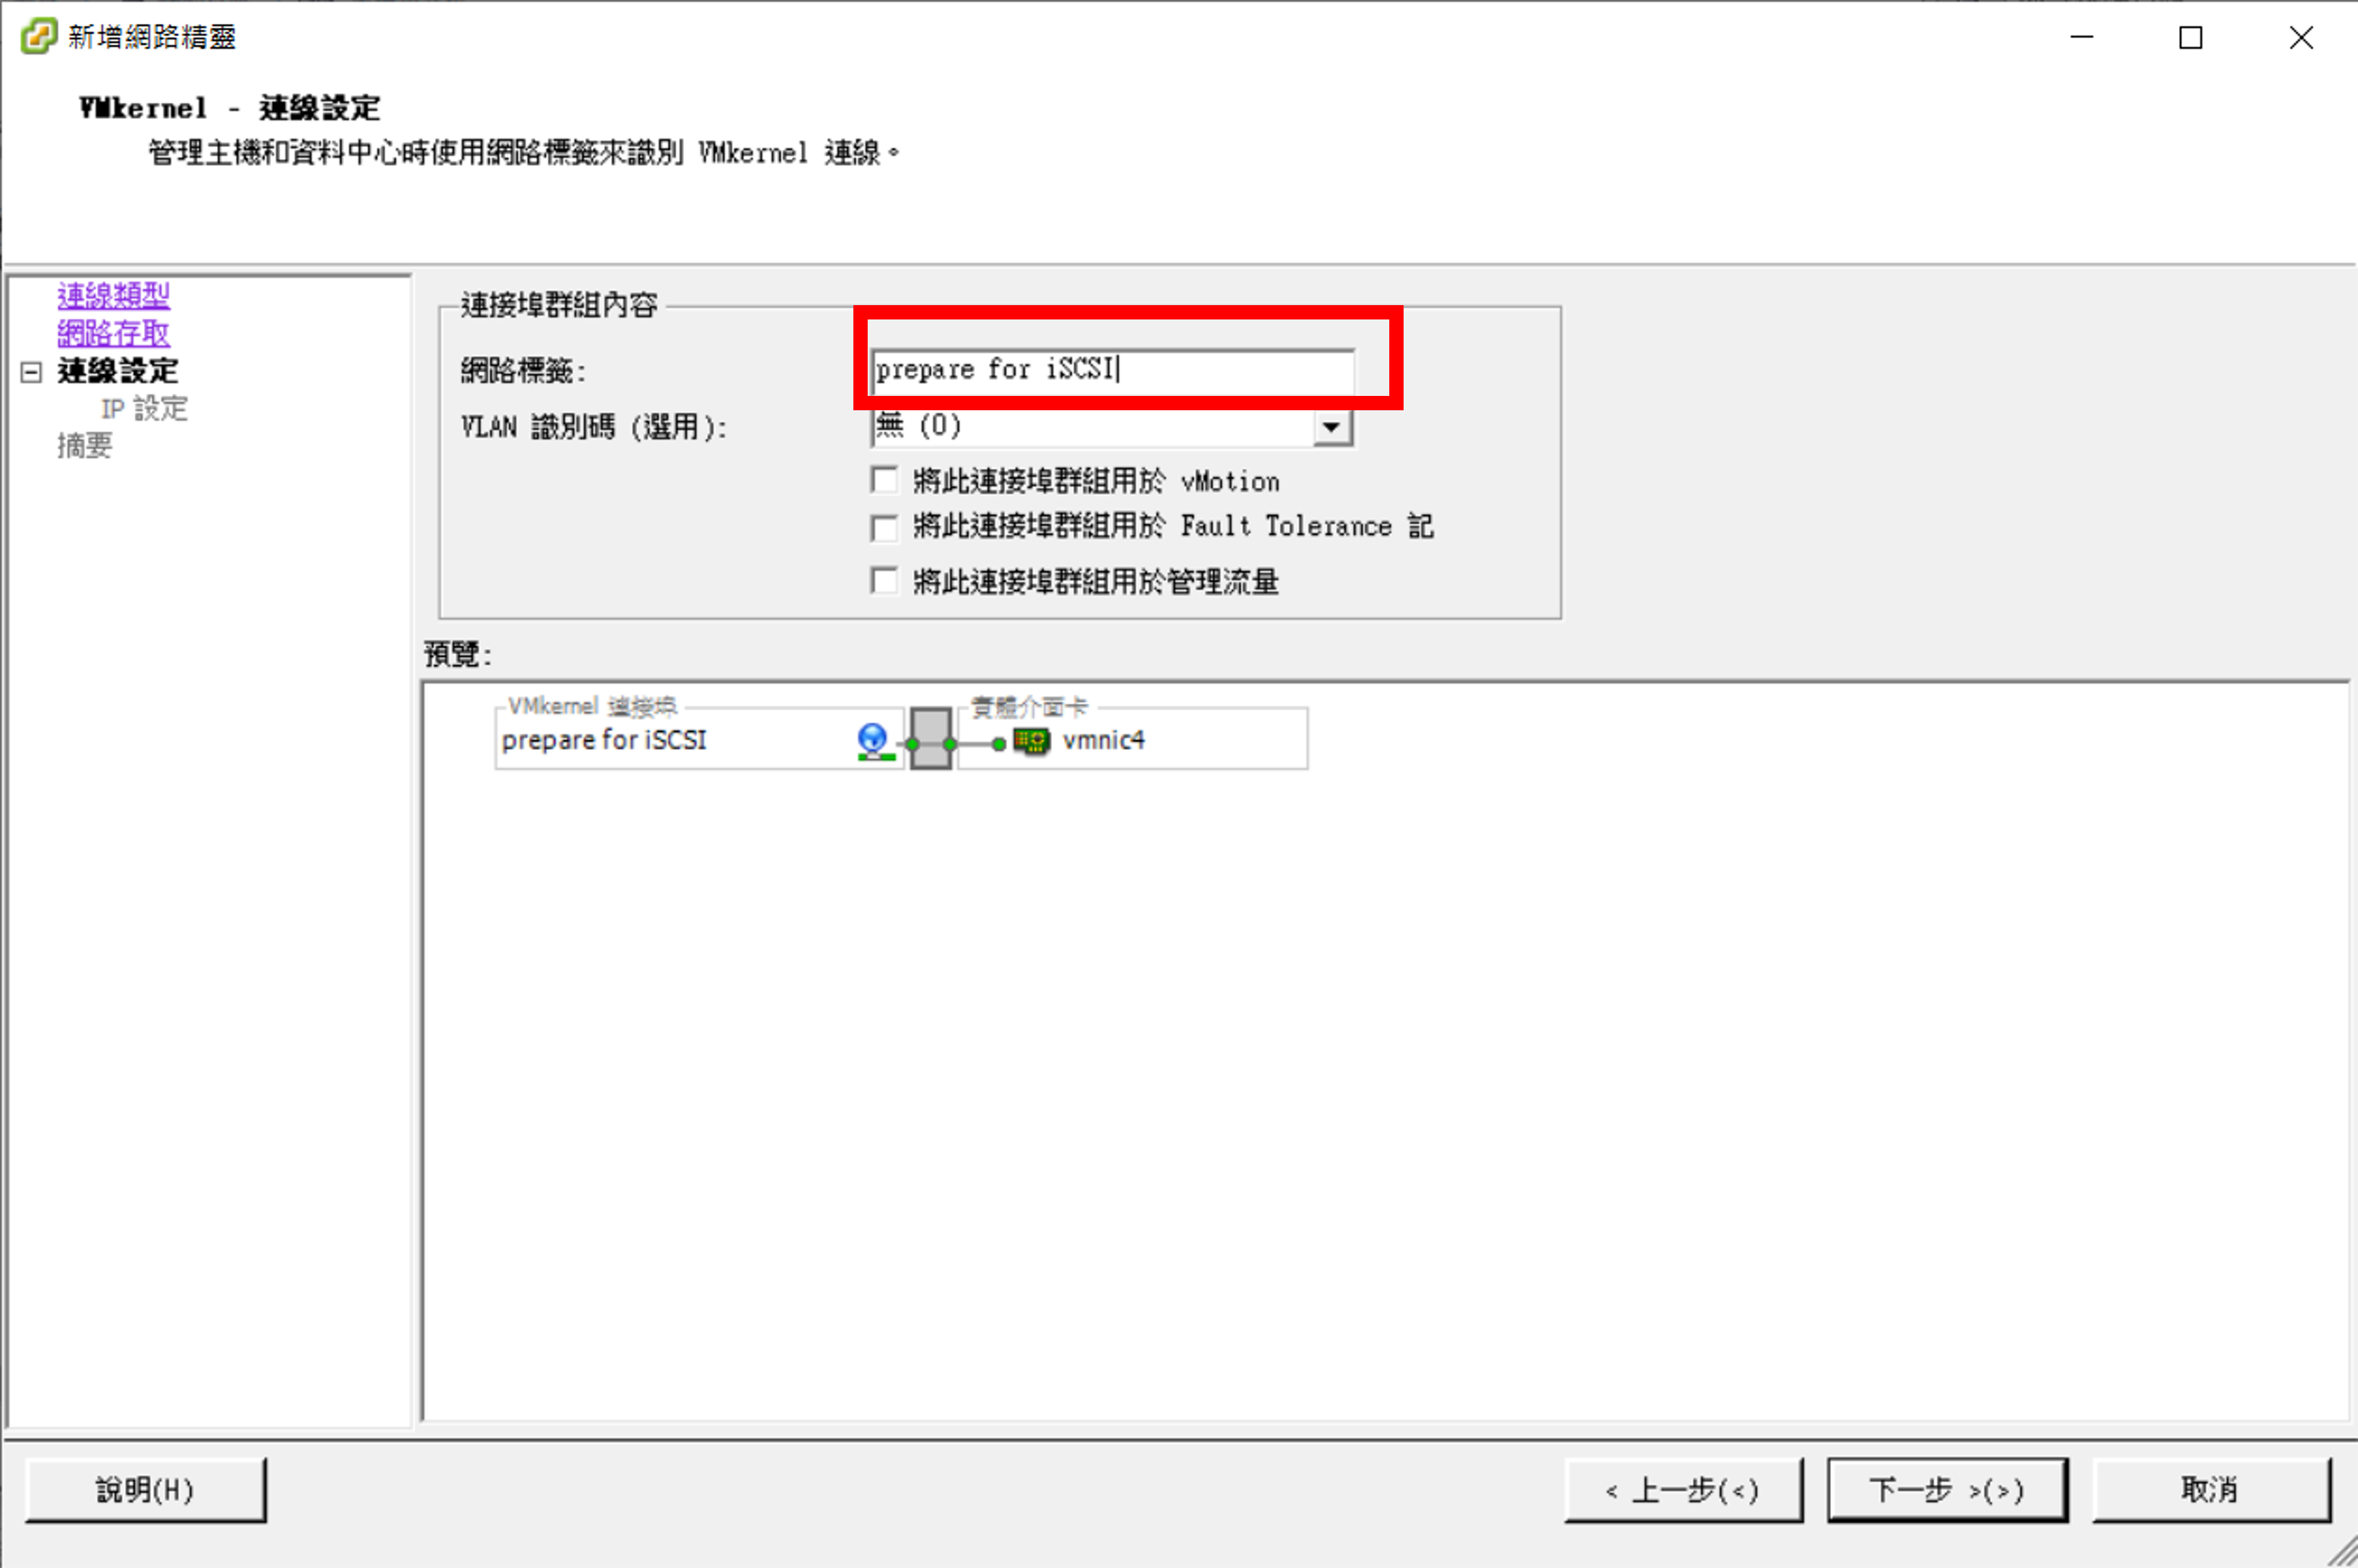 新增網路精靈
VMkernel - 連線設定
管理主機和資料中心時使用網路標籤來識別 VMkernel 連線。
連線類型
網路存取
連線設定
IP 設定
摘要
連接埠群組內容
網路標籤:
prepare for iSCSI
VLAN 識別碼 (選用):
無 (0)
將此連接埠群組用於 vMotion
將此連接埠群組用於 Fault Tolerance 記
將此連接埠群組用於管理流量
預覽:
VMkernel 連接埠
prepare for iSCSI
實體介面卡
vmnic4
說明(H)
< 上一步(<)
下一步 >(>)
取消